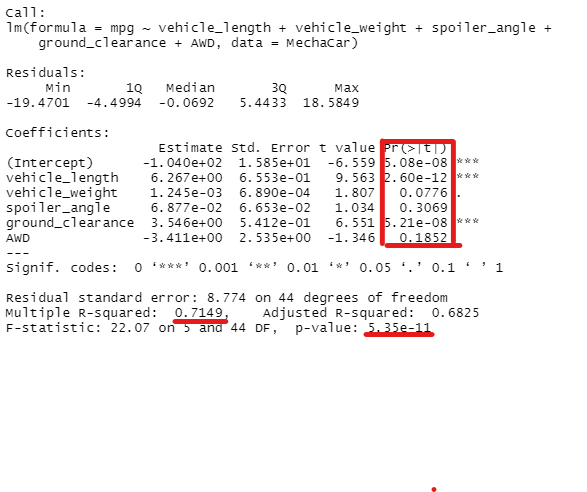 Call:
lm(formula = mpg ~ vehicle_length + vehicle_weight + spoiler_angle +
    ground_clearance + AWD, data = MechaCar)
Residuals:
     Min       1Q   Median       3Q      Max
-19.4701  -4.4994  -0.0692   5.4433  18.5849
Coefficients:
                   Estimate Std. Error t value Pr(>|t|)
(Intercept)      -1.040e+02  1.585e+01  -6.559 5.08e-08 ***
vehicle_length    6.267e+00  6.553e-01   9.563 2.60e-12 ***
vehicle_weight    1.245e-03  6.890e-04   1.807   0.0776 .
spoiler_angle     6.877e-02  6.653e-02   1.034   0.3069
ground_clearance  3.546e+00  5.412e-01   6.551 5.21e-08 ***
AWD              -3.411e+00  2.535e+00  -1.346   0.1852
---
Signif. codes:  0 ‘***’ 0.001 ‘**’ 0.01 ‘*’ 0.05 ‘.’ 0.1 ‘ ’ 1
Residual standard error: 8.774 on 44 degrees of freedom
Multiple R-squared:  0.7149,    Adjusted R-squared:  0.6825
F-statistic: 22.07 on 5 and 44 DF,  p-value: 5.35e-11